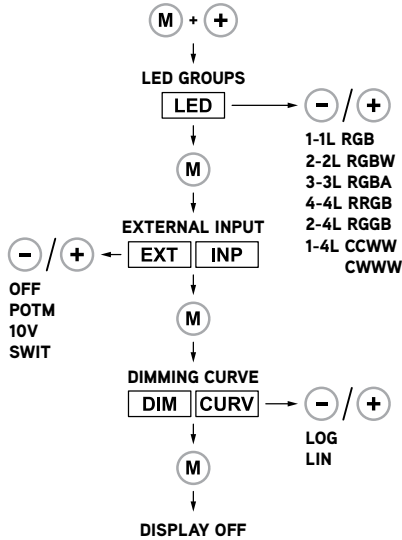 M + +
LED GROUPS
LED
- / +
1-1L RGB
2-2L RGBW
3-3L RGBA
4-4L RRGB
2-4L RGGB
1-4L CCWW
CWWW
M
EXTERNAL INPUT
- / +
EXT INP
OFF
POTM
10V
SWIT
M
DIMMING CURVE
DIM CURV
- / +
LOG
LIN
M
DISPLAY OFF